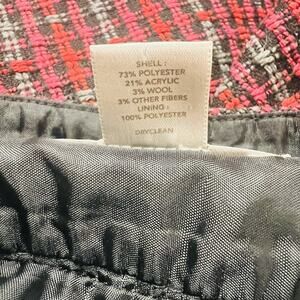 SHELL:
73% POLYESTER
21% ACRYLIC
3% WOOL
3% OTHER FIBERS
LINING:
100% POLYESTER
DRYCLEAN